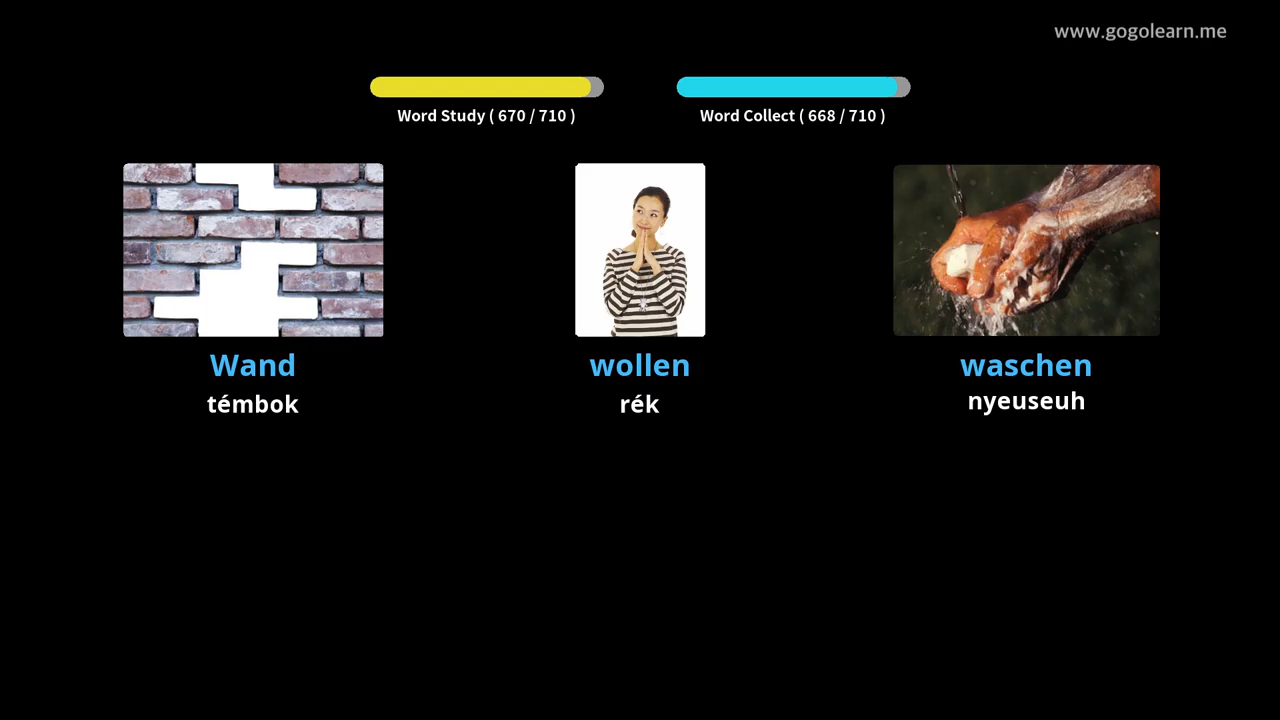 www.gogolearn.me
Word Study ( 670 / 710 )
Word Collect ( 668 / 710 )
Wand
témbok
wollen
rék
waschen
nyeuseuh